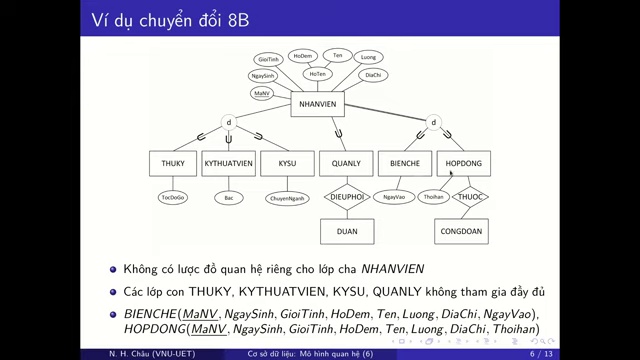 Ví dụ chuyển đổi 8B
HoDem
Ten
GioiTinh
Luong
NgaySinh
HoTen
DiaChi
MaNV
NHANVIEN
d
d
THUKY
KYTHUATVIEN
KYSU
QUANLY
BIENCHE
HOPDONG
TocDoGo
Bac
ChuyenNganh
DIEUPHOI
NgayVao
Thoihan
THUOC
DUAN
CONGDOAN
Không có lược đồ quan hệ riêng cho lớp cha NHANVIEN
Các lớp con THUKY, KYTHUATVIEN, KYSU, QUANLY không tham gia đầy đủ
BIENCHE(MaNV, NgaySinh, GioiTinh, HoDem, Ten, Luong, DiaChi, NgayVao),
HOPDONG(MaNV, NgaySinh, GioiTinh, HoDem, Ten, Luong, DiaChi, Thoihan)
N. H. Châu (VNU-UET)
Cơ sở dữ liệu: Mô hình quan hệ (6)
6 / 13